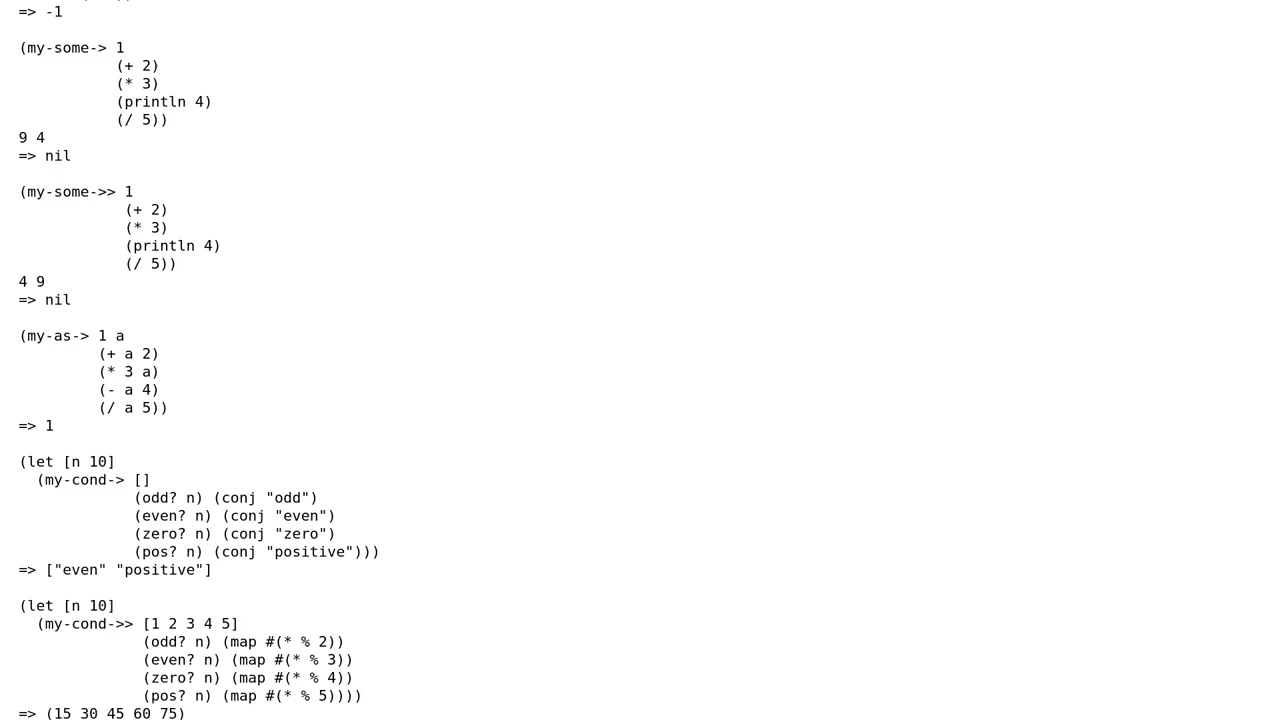 => -1

(my-some-> 1
           (+ 2)
           (* 3)
           (println 4)
           (/ 5))
9 4
=> nil

(my-some->> 1
            (+ 2)
            (* 3)
            (println 4)
            (/ 5))
4 9
=> nil

(my-as-> 1 a
         (+ a 2)
         (* 3 a)
         (- a 4)
         (/ a 5))
=> 1

(let [n 10]
  (my-cond-> []
             (odd? n) (conj "odd")
             (even? n) (conj "even")
             (zero? n) (conj "zero")
             (pos? n) (conj "positive")))
=> ["even" "positive"]

(let [n 10]
  (my-cond->> [1 2 3 4 5]
              (odd? n) (map #(* % 2))
              (even? n) (map #(* % 3))
              (zero? n) (map #(* % 4))
              (pos? n) (map #(* % 5))))
=> (15 30 45 60 75)